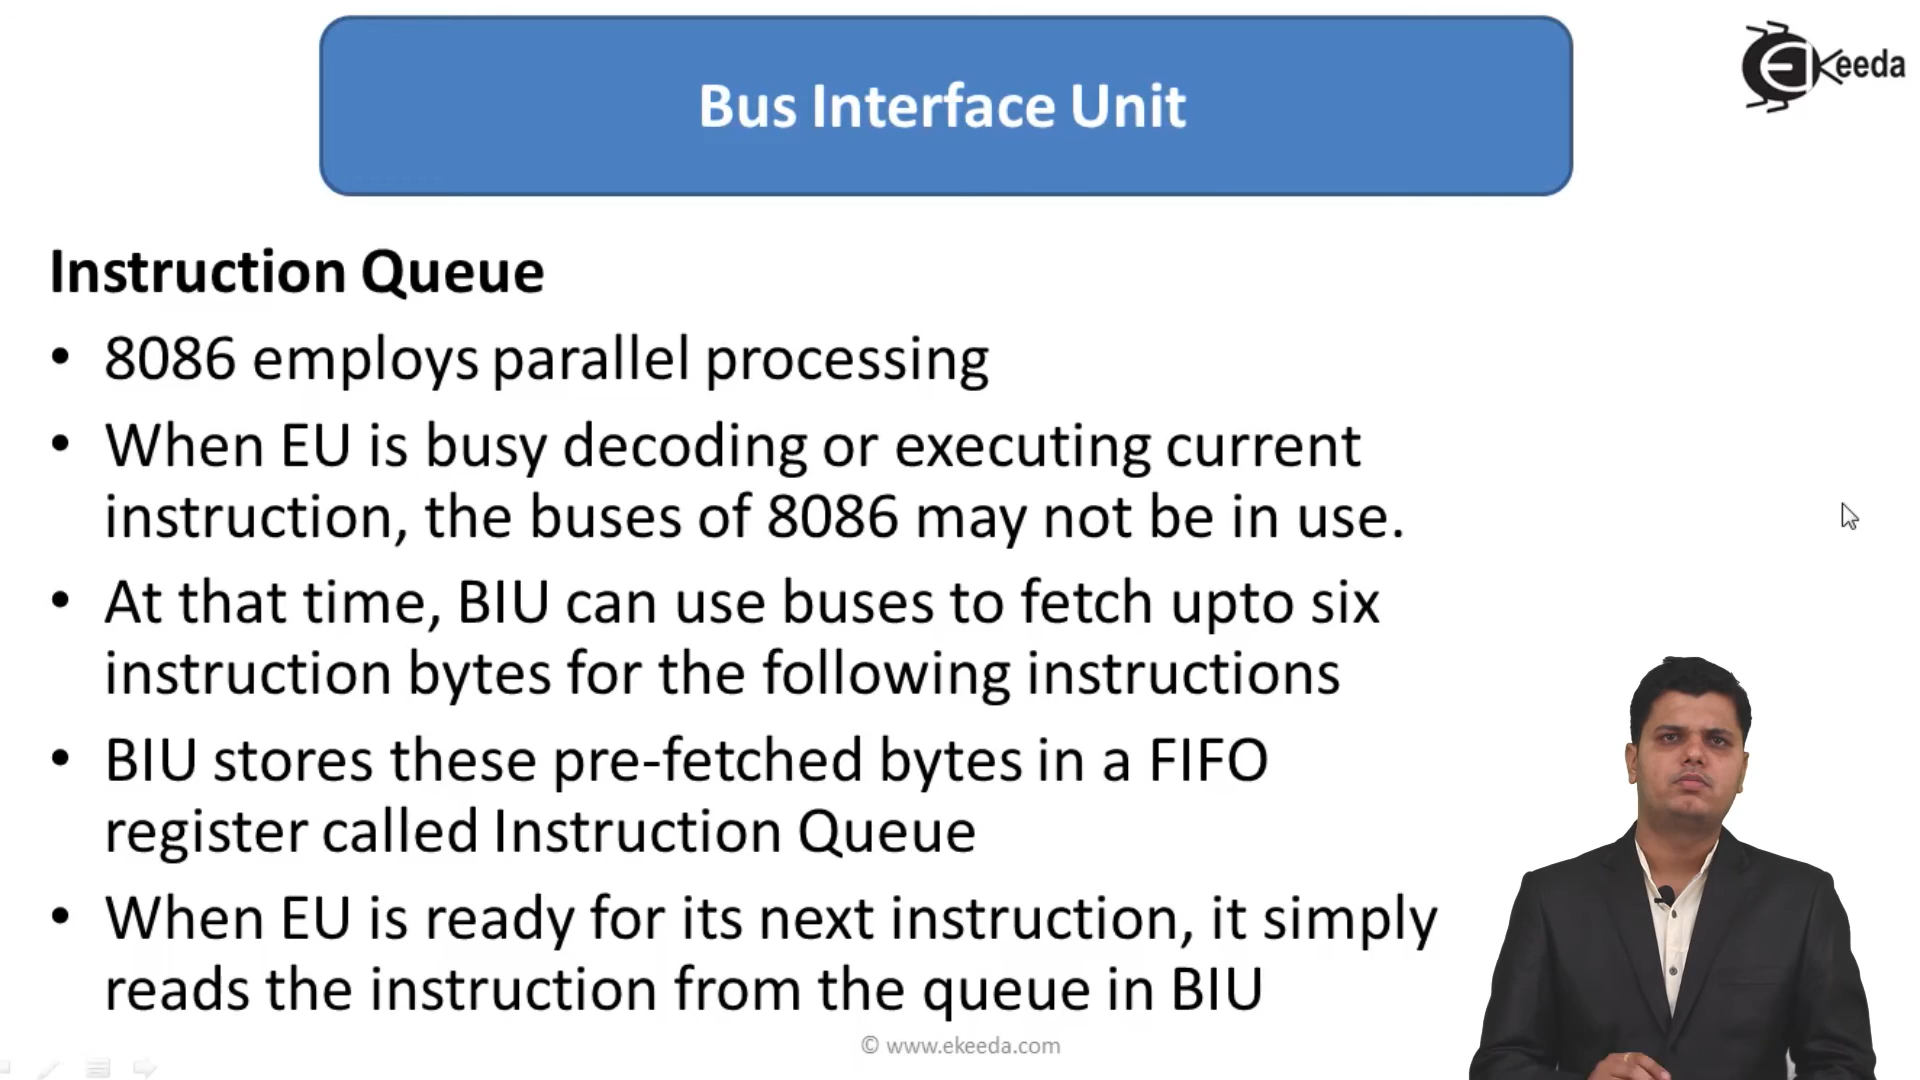 Bus Interface Unit
Keeda
Instruction Queue
• 8086 employs parallel processing
• When EU is busy decoding or executing current
instruction, the buses of 8086 may not be in use.
• At that time, BIU can use buses to fetch upto six
instruction bytes for the following instructions
• BIU stores these pre-fetched bytes in a FIFO
register called Instruction Queue
• When EU is ready for its next instruction, it simply
reads the instruction from the queue in BIU
© www.ekeeda.com